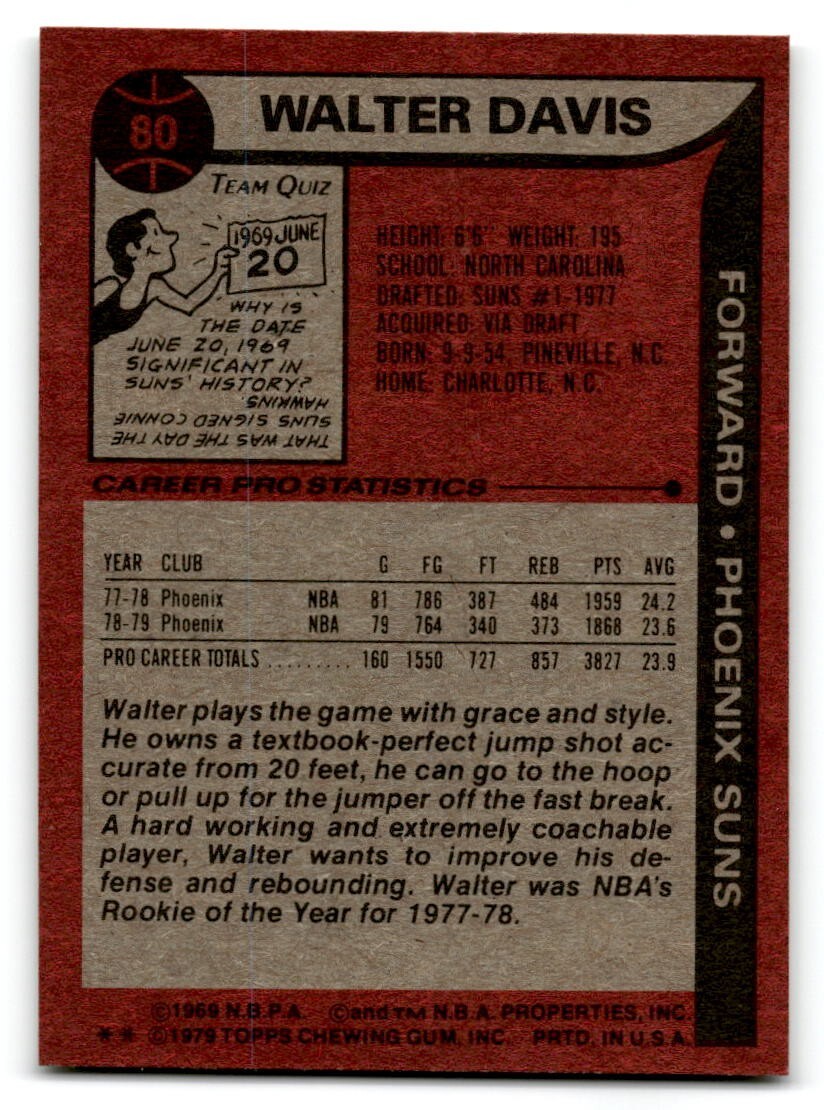 80
WALTER DAVIS
TEAM QUIZ
1969 JUNE
20
WHY IS
THE DATE
JUNE 20, 1969
SIGNIFICANT IN
SUNS' HISTORY?
THAT WAS THE DAY THE
SUNS SIGNED CONNIE
HAWKINS.
HEIGHT: 6'6" WEIGHT: 195
SCHOOL: NORTH CAROLINA
DRAFTED: SUNS #1-1977
ACQUIRED: VIA DRAFT
BORN: 9-9-54, PINEVILLE, N.C.
HOME: CHARLOTTE, N.C.
FORWARD • PHOENIX SUNS
CAREER PRO STATISTICS
YEAR CLUB G FG FT REB PTS AVG
77-78 Phoenix NBA 81 786 387 484 1959 24.2
78-79 Phoenix NBA 79 764 340 373 1868 23.6
PRO CAREER TOTALS ......... 160 1550 727 857 3827 23.9
Walter plays the game with grace and style.
He owns a textbook-perfect jump shot ac-
curate from 20 feet, he can go to the hoop
or pull up for the jumper off the fast break.
A hard working and extremely coachable
player, Walter wants to improve his de-
fense and rebounding. Walter was NBA's
Rookie of the Year for 1977-78.
©1969 N.B.P.A. ©and TM N.B.A. PROPERTIES, INC.
** ©1979 TOPPS CHEWING GUM, INC. PRTD. IN U.S.A.